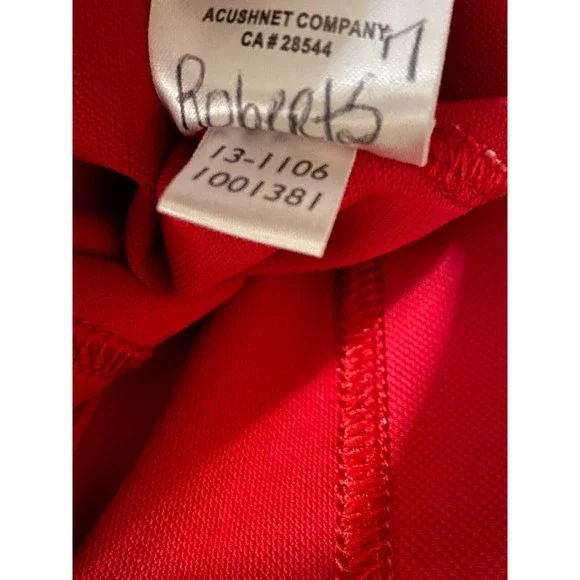 ACUSHNET COMPANY
CA# 28544
Roberts
13-1106
1001381